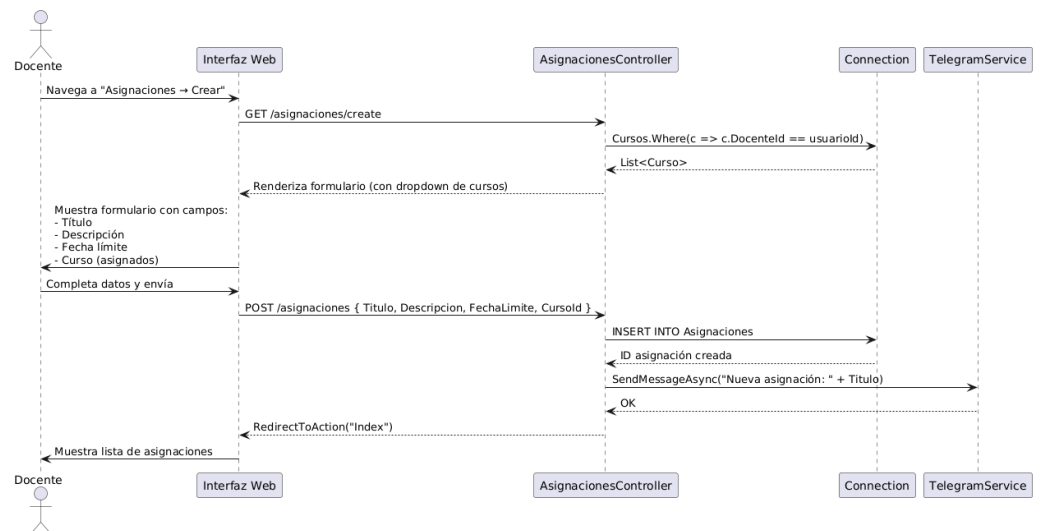 Docente
Interfaz Web
AsignacionesController
Connection
TelegramService
Navega a "Asignaciones → Crear"
GET /asignaciones/create
Cursos.Where(c => c.DocenteId == usuarioId)
List<Curso>
Renderiza formulario (con dropdown de cursos)
Muestra formulario con campos:
- Título
- Descripción
- Fecha límite
- Curso (asignados)
Completa datos y envía
POST /asignaciones { Titulo, Descripcion, FechaLimite, CursoId }
INSERT INTO Asignaciones
ID asignación creada
SendMessageAsync("Nueva asignación: " + Titulo)
OK
RedirectToAction("Index")
Muestra lista de asignaciones
Docente
Interfaz Web
AsignacionesController
Connection
TelegramService